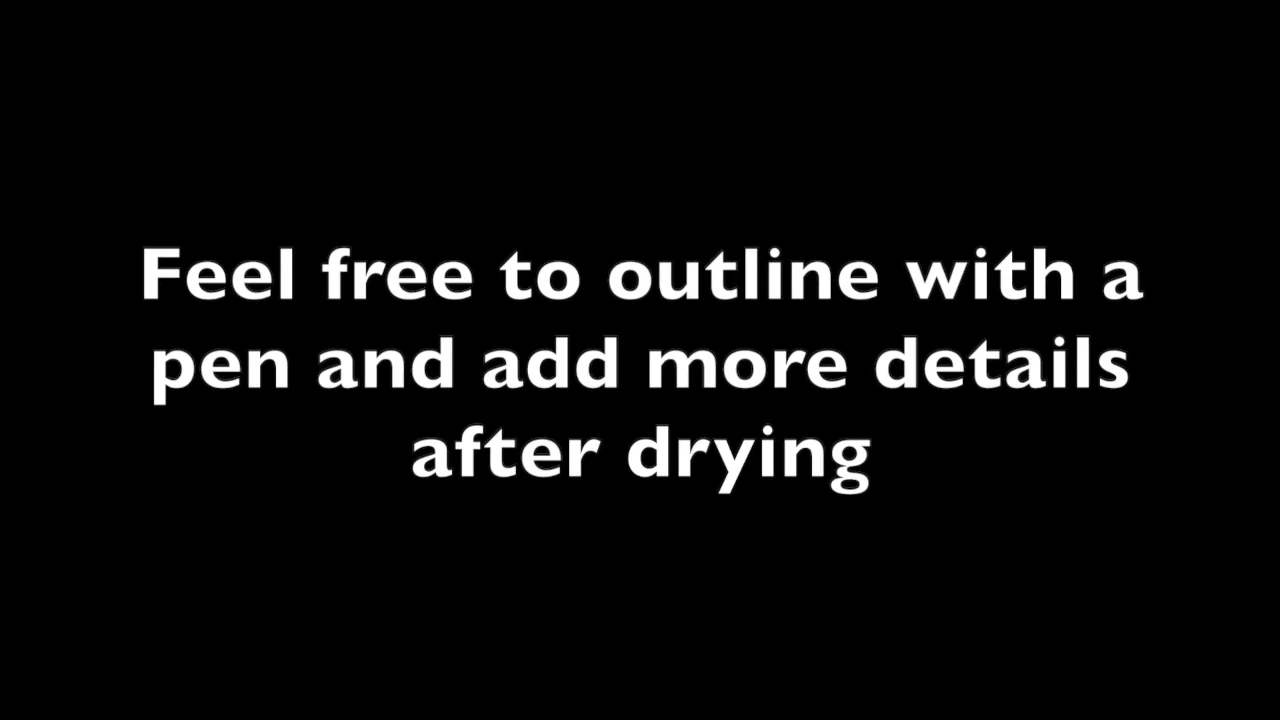 Feel free to outline with a
pen and add more details
after drying